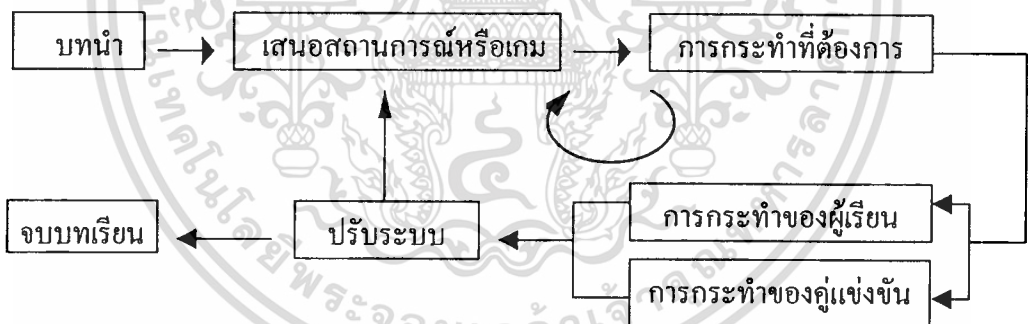 บทนำ
เสนอสถานการณ์หรือเกม
การกระทำที่ต้องการ
การกระทำของผู้เรียน
การกระทำของคู่แข่งขัน
ปรับระบบ
จบบทเรียน